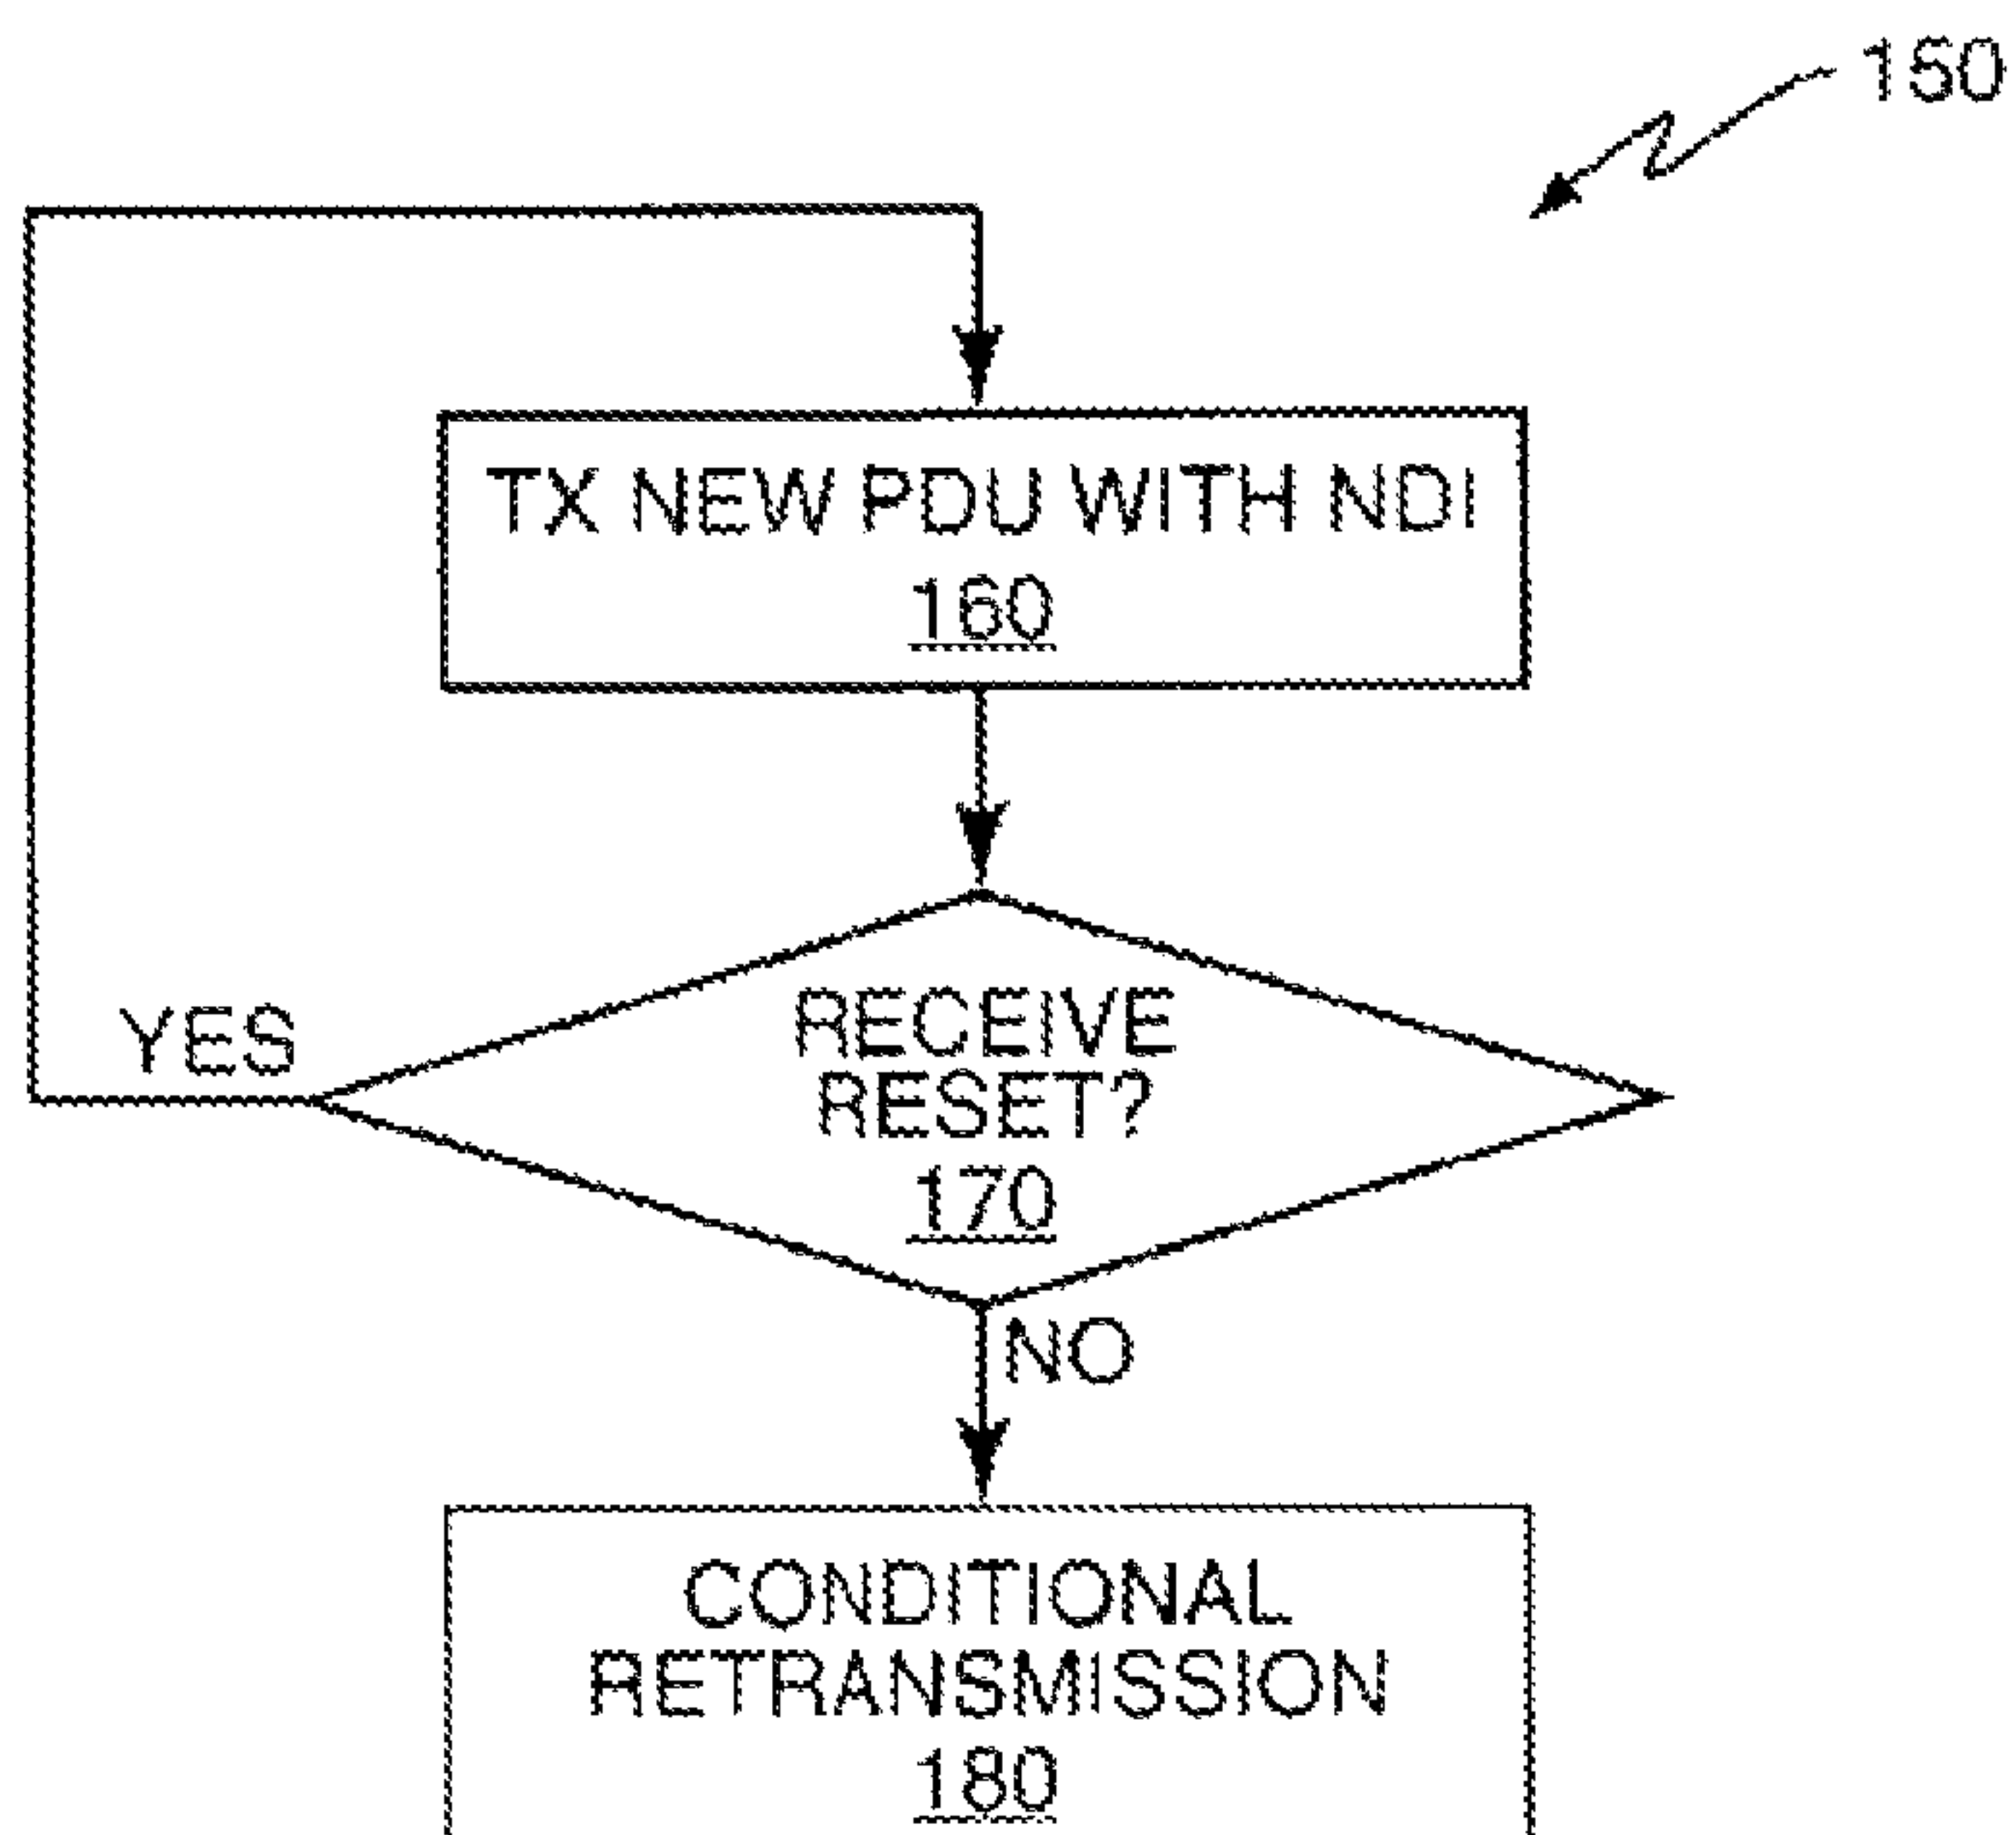 150
TX NEW PDU WITH NDI
160
YES
RECEIVE
RESET?
170
NO
CONDITIONAL
RETRANSMISSION
180